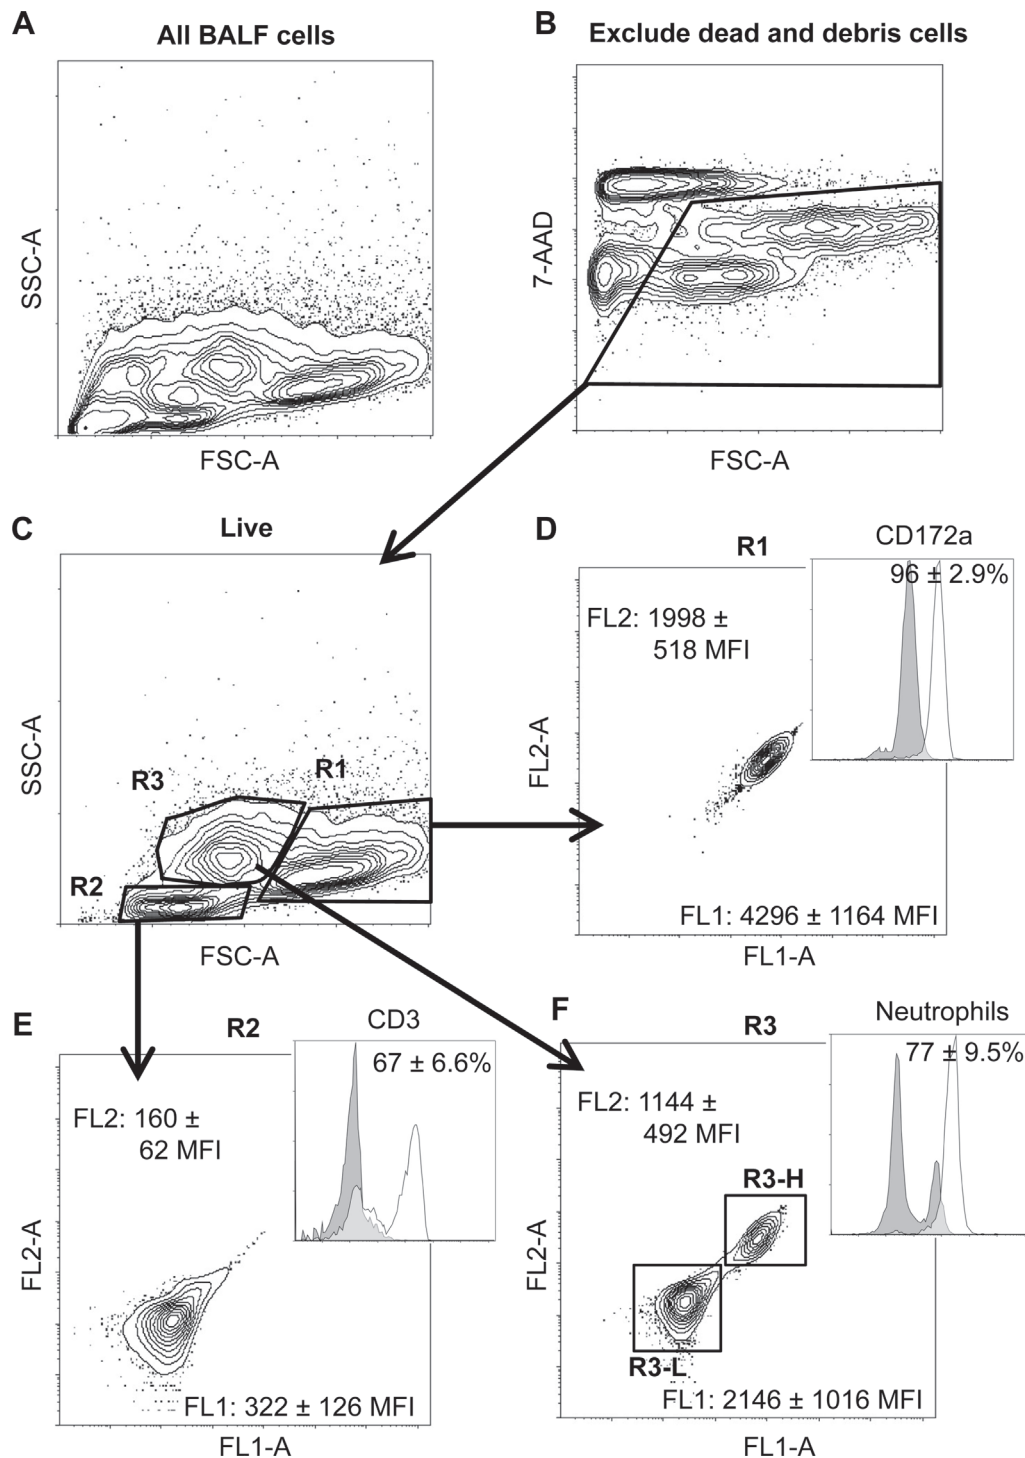 A
All BALF cells
SSC-A
FSC-A
B
Exclude dead and debris cells
7-AAD
FSC-A
C
Live
R3
R1
R2
SSC-A
FSC-A
D
R1
CD172a
96 ± 2.9%
FL2: 1998 ±
518 MFI
FL2-A
FL1: 4296 ± 1164 MFI
FL1-A
E
R2
CD3
67 ± 6.6%
FL2: 160 ±
62 MFI
FL2-A
FL1: 322 ± 126 MFI
FL1-A
F
R3
Neutrophils
77 ± 9.5%
FL2: 1144 ±
492 MFI
R3-H
FL2-A
R3-L
FL1: 2146 ± 1016 MFI
FL1-A